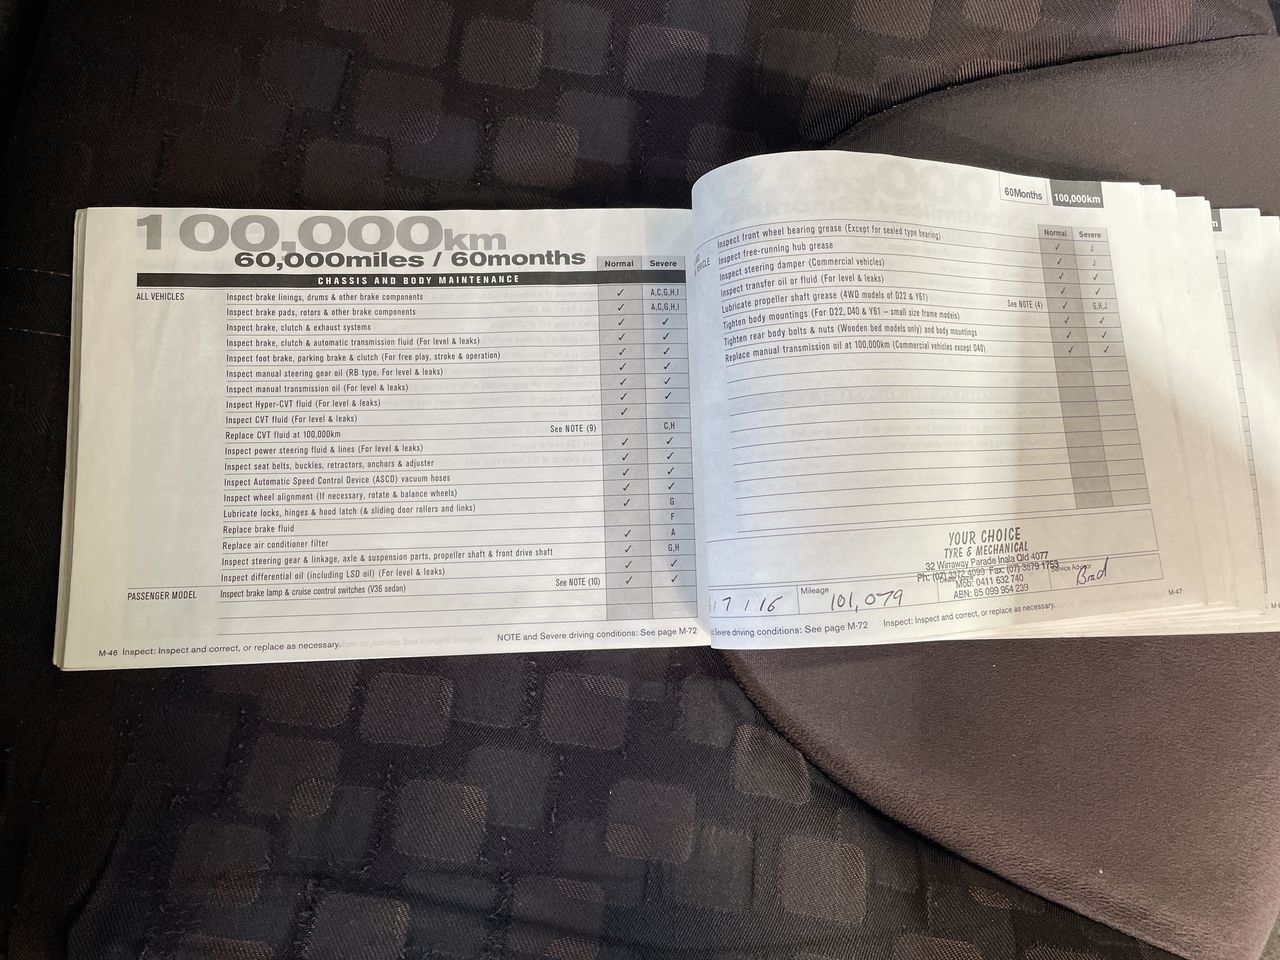 100,000km
60,000miles / 60months
Normal Severe
CHASSIS AND BODY MAINTENANCE
ALL VEHICLES Inspect brake linings, drums & other brake components ✓ A,C,G,H,I
Inspect brake pads, rotors & other brake components ✓ A,C,G,H,I
Inspect brake, clutch & exhaust systems ✓ ✓
Inspect brake, clutch & automatic transmission fluid (For level & leaks) ✓ ✓
Inspect foot brake, parking brake & clutch (For free play, stroke & operation) ✓ ✓
Inspect manual steering gear oil (RB type, For level & leaks) ✓ ✓
Inspect manual transmission oil (For level & leaks) ✓ ✓
Inspect Hyper-CVT fluid (For level & leaks) ✓ ✓
Inspect CVT fluid (For level & leaks) ✓
Replace CVT fluid at 100,000km See NOTE (9) C,H
Inspect power steering fluid & lines (For level & leaks) ✓ ✓
Inspect seat belts, buckles, retractors, anchors & adjuster ✓ ✓
Inspect Automatic Speed Control Device (ASCD) vacuum hoses ✓ ✓
Inspect wheel alignment (If necessary, rotate & balance wheels) ✓ ✓
Lubricate locks, hinges & hood latch (& sliding door rollers and links) ✓ G
Replace brake fluid F
Replace air conditioner filter ✓ A
Inspect steering gear & linkage, axle & suspension parts, propeller shaft & front drive shaft ✓ G,H
Inspect differential oil (including LSD oil) (For level & leaks) ✓ ✓
PASSENGER MODEL Inspect brake lamp & cruise control switches (V36 sedan) See NOTE (10) ✓ ✓
NOTE and Severe driving conditions: See page M-72
M-46 Inspect: Inspect and correct, or replace as necessary.
60Months 100,000km
Normal Severe
Inspect front wheel bearing grease (Except for sealed type bearing) ✓ J
VEHICLE Inspect free-running hub grease ✓ J
Inspect steering damper (Commercial vehicles) ✓ ✓
Inspect transfer oil or fluid (For level & leaks) ✓ ✓
Lubricate propeller shaft grease (4WD models of D22 & Y61) See NOTE (4) ✓ G,H,J
Tighten body mountings (For D22, D40 & Y61 - small size frame models) ✓ ✓
Tighten rear body bolts & nuts (Wooden bed models only) and body mountings ✓ ✓
Replace manual transmission oil at 100,000km (Commercial vehicles except D40) ✓ ✓
YOUR CHOICE
TYRE & MECHANICAL
32 Wirraway Parade Inala Qld 4077
Ph: (07) 3372 4099 Fax: (07) 3879 1759
Mob: 0411 632 740
ABN: 85 099 954 239
17 / 16 Mileage 101,079 Service Brad
M-47
Severe driving conditions: See page M-72 Inspect: Inspect and correct, or replace as necessary.